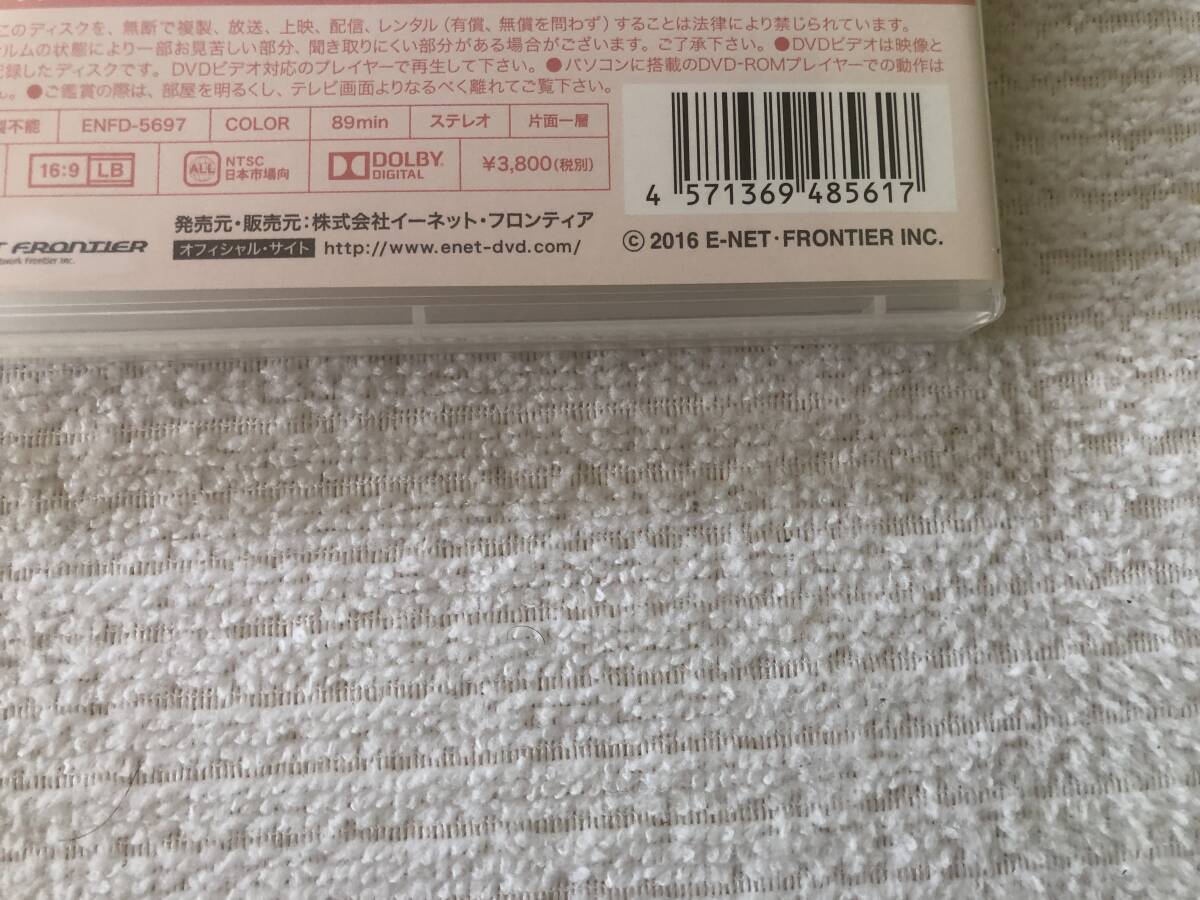 このディスクを、無断で複製、放送、上映、配信、レンタル(有償、無償を問わず)することは法律により禁じられています。
ィルムの状態により一部お見苦しい部分、聞き取りにくい部分がある場合がございます。ご了承下さい。●DVDビデオは映像と
記録したディスクです。DVDビデオ対応のプレイヤーで再生して下さい。●パソコンに搭載のDVD-ROMプレイヤーでの動作は
ん。●ご鑑賞の際は、部屋を明るくし、テレビ画面よりなるべく離れてご覧下さい。
製不能 ENFD-5697 COLOR 89min ステレオ 片面一層
16:9 LB ALL NTSC 日本市場向 DOLBY DIGITAL ¥3,800(税別)
4 571369 485617
発売元・販売元:株式会社イーネット・フロンティア
T FRONTIER
twork Frontier Inc.
オフィシャル・サイト http://www.enet-dvd.com/
© 2016 E-NET・FRONTIER INC.